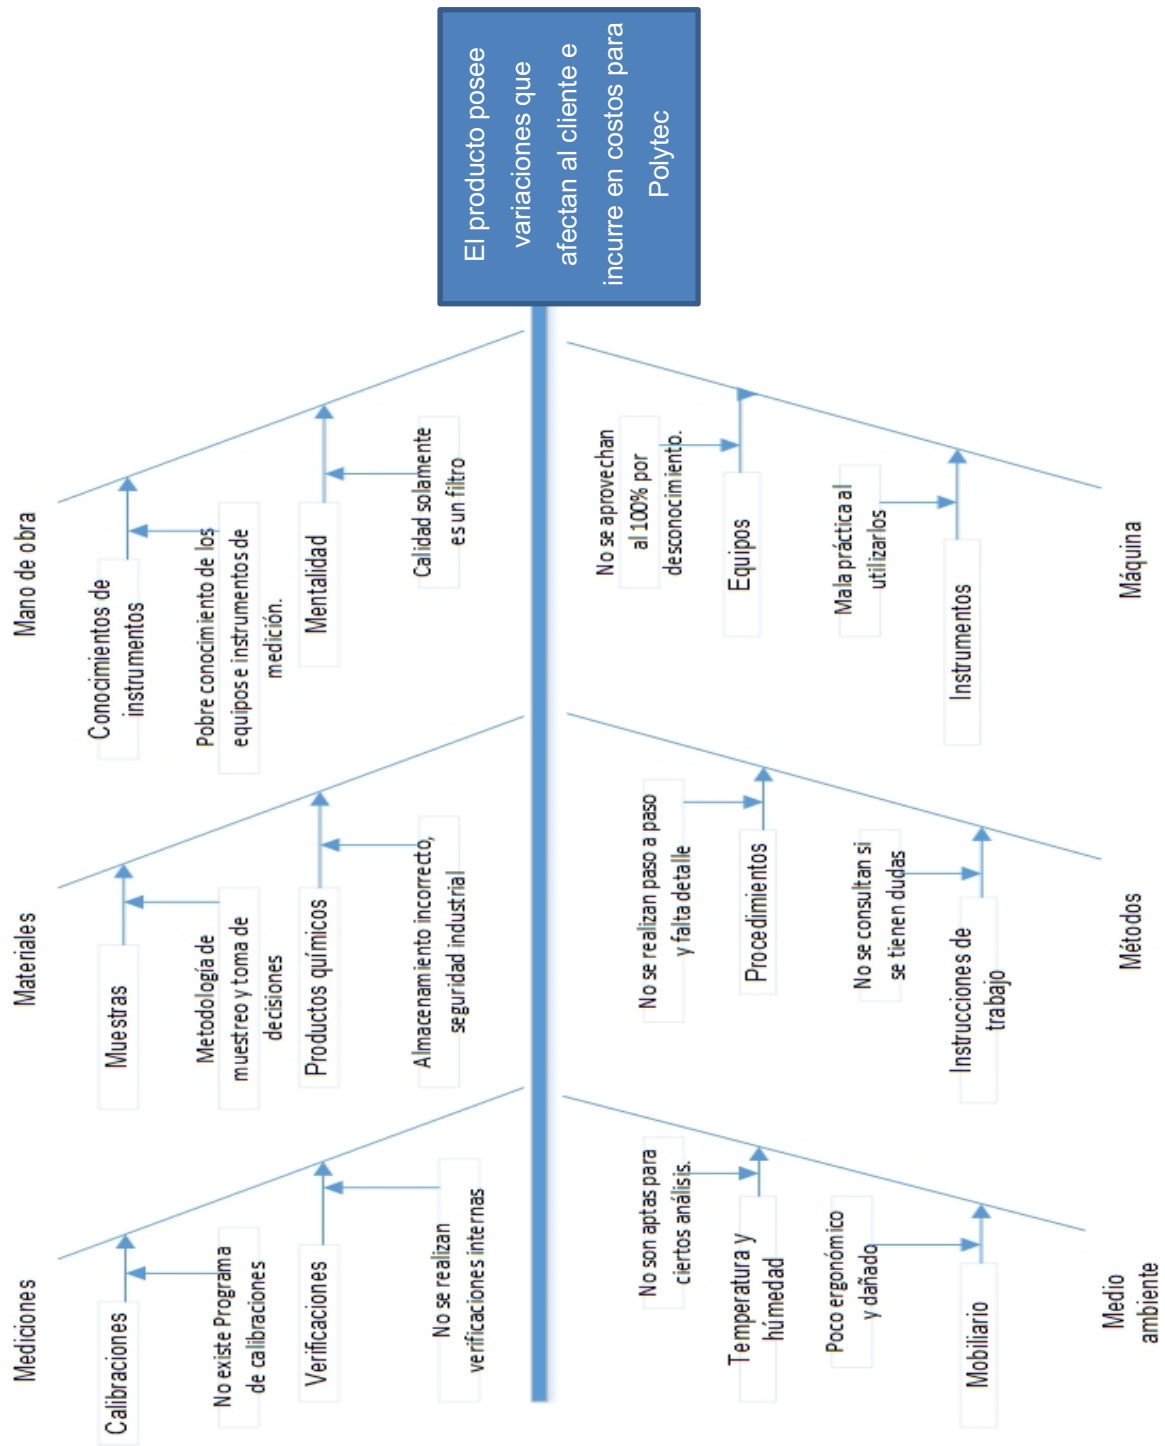 Mediciones
Calibraciones
No existe Programa
de calibraciones
Verificaciones
No se realizan
verificaciones internas
Materiales
Muestras
Metodología de
muestreo y toma de
decisiones
Productos químicos
Almacenamiento incorrecto,
seguridad industrial
Mano de obra
Conocimientos de
instrumentos
Pobre conocimiento de los
equipos e instrumentos de
medición.
Mentalidad
Calidad solamente
es un filtro
El producto posee
variaciones que
afectan al cliente e
incurre en costos para
Polytec
No son aptas para
ciertos análisis.
Temperatura y
húmedad
Poco ergonómico
y dañado
Mobiliario
Medio
ambiente
No se realizan paso a paso
y falta detalle
Procedimientos
No se consultan si
se tienen dudas
Instrucciones de
trabajo
Métodos
No se aprovechan
al 100% por
desconocimiento.
Equipos
Mala práctica al
utilizarlos
Instrumentos
Máquina